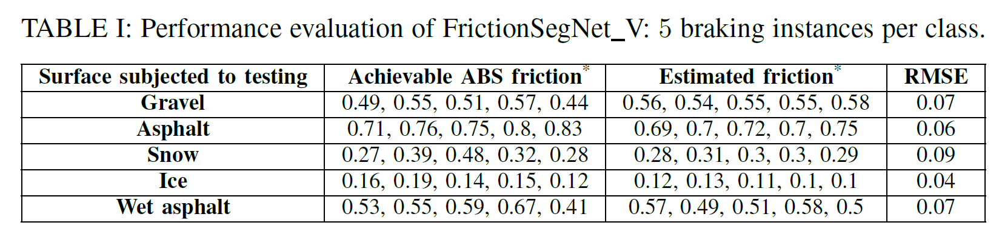 TABLE I: Performance evaluation of FrictionSegNet_V: 5 braking instances per class.
Surface subjected to testing Achievable ABS friction* Estimated friction* RMSE
Gravel 0.49, 0.55, 0.51, 0.57, 0.44 0.56, 0.54, 0.55, 0.55, 0.58 0.07
Asphalt 0.71, 0.76, 0.75, 0.8, 0.83 0.69, 0.7, 0.72, 0.7, 0.75 0.06
Snow 0.27, 0.39, 0.48, 0.32, 0.28 0.28, 0.31, 0.3, 0.3, 0.29 0.09
Ice 0.16, 0.19, 0.14, 0.15, 0.12 0.12, 0.13, 0.11, 0.1, 0.1 0.04
Wet asphalt 0.53, 0.55, 0.59, 0.67, 0.41 0.57, 0.49, 0.51, 0.58, 0.5 0.07